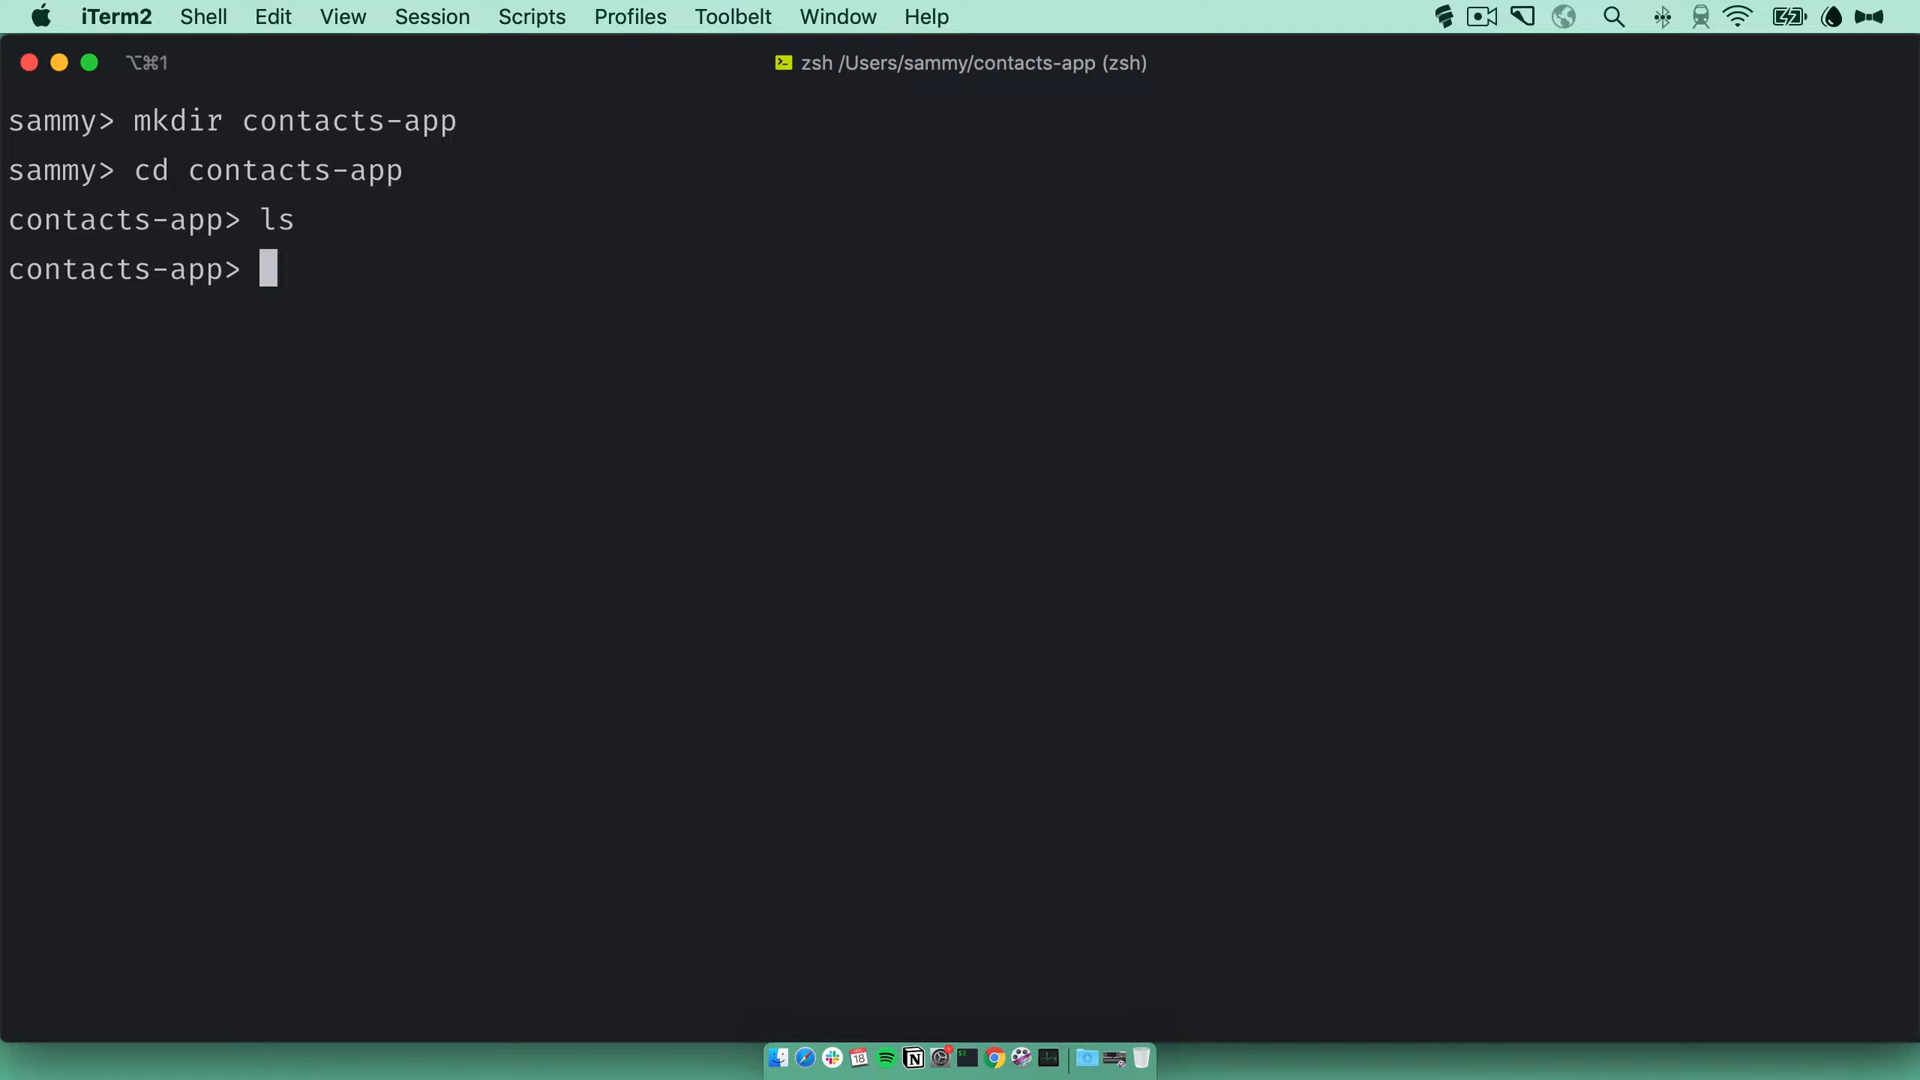 iTerm2 Shell Edit View Session Scripts Profiles Toolbelt Window Help
⌥⌘1 zsh /Users/sammy/contacts-app (zsh)
sammy> mkdir contacts-app
sammy> cd contacts-app
contacts-app> ls
contacts-app>
18